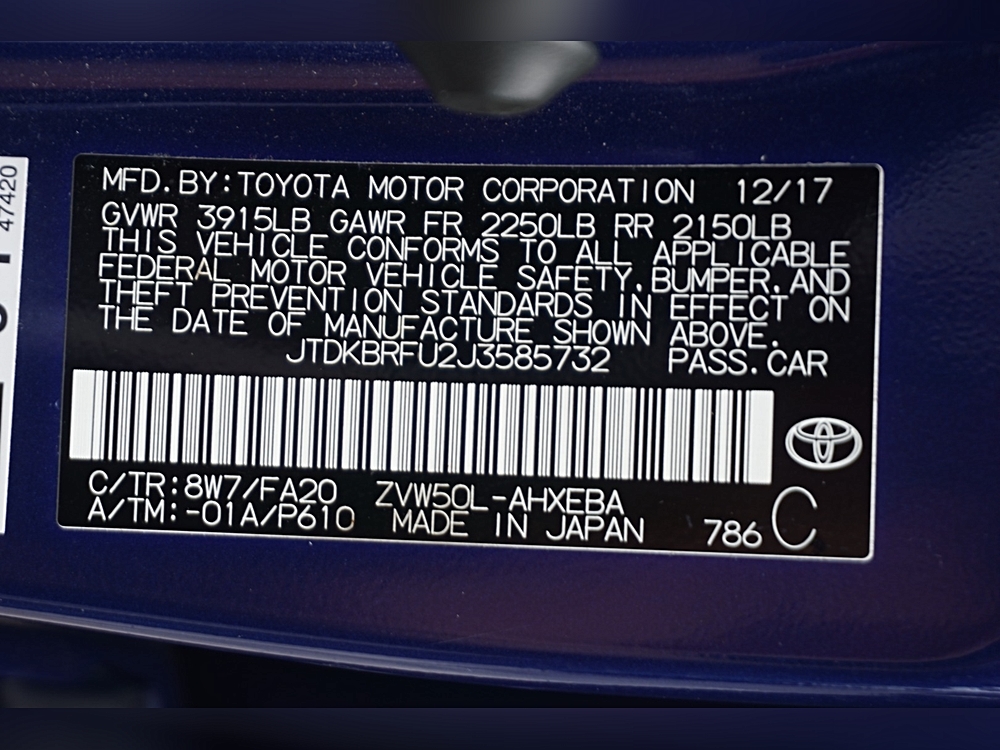 MFD.BY:TOYOTA MOTOR CORPORATION 12/17
GVWR 3915LB GAWR FR 2250LB RR 2150LB
THIS VEHICLE CONFORMS TO ALL APPLICABLE
FEDERAL MOTOR VEHICLE SAFETY,BUMPER,AND
THEFT PREVENTION STANDARDS IN EFFECT ON
THE DATE OF MANUFACTURE SHOWN ABOVE.
JTDKBRFU2J3585732 PASS.CAR
C/TR:8W7/FA20 ZVW50L-AHXEBA
A/TM:-01A/P610 MADE IN JAPAN 786 C
47420